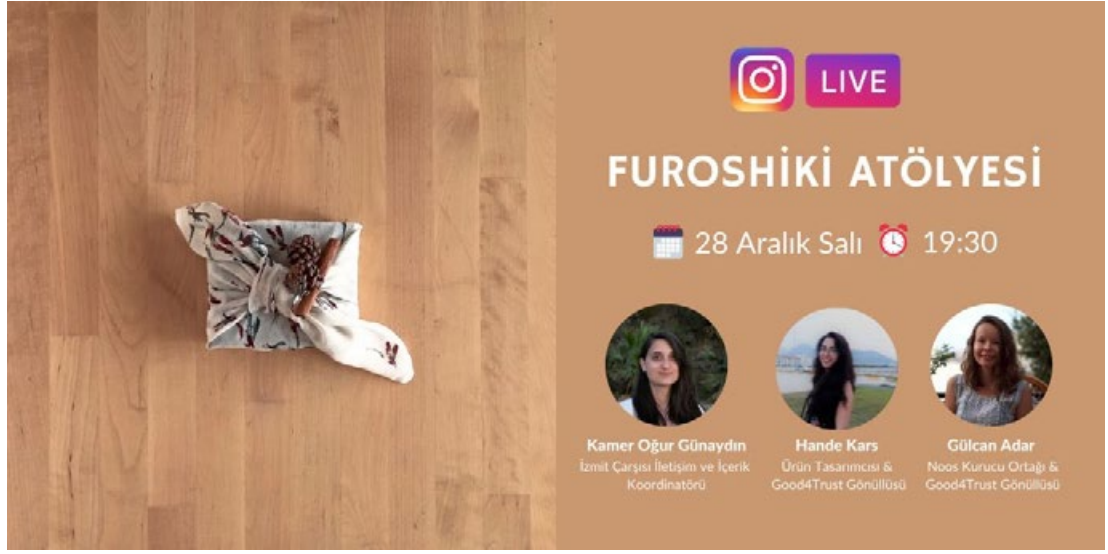 LIVE
FUROSHİKİ ATÖLYESİ
28 Aralık Salı 19:30
Kamer Oğur Günaydın
İzmit Çarşısı İletişim ve İçerik
Koordinatörü
Hande Kars
Ürün Tasarımcısı &
Good4Trust Gönüllüsü
Gülcan Adar
Noos Kurucu Ortağı &
Good4Trust Gönüllüsü